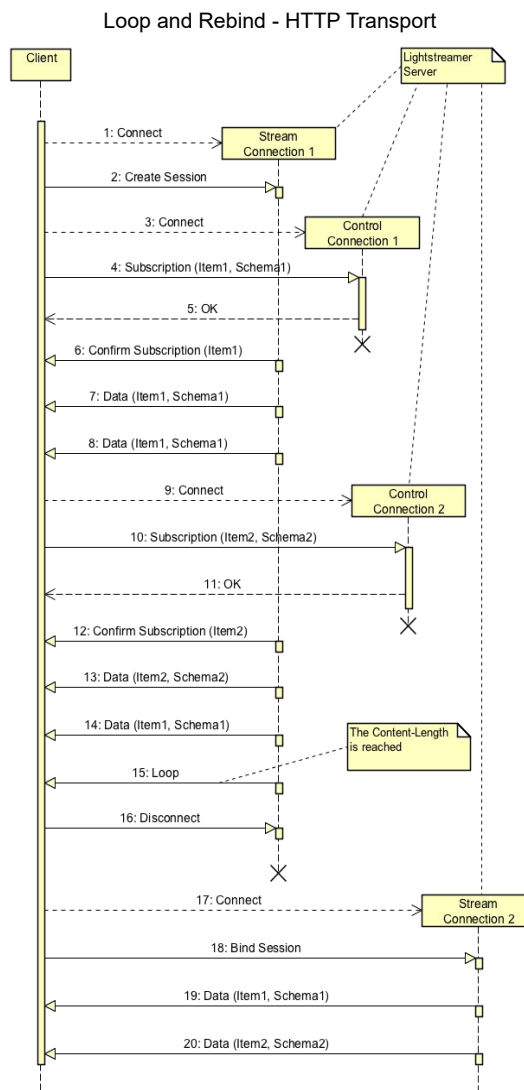 Loop and Rebind - HTTP Transport
Client
Lightstreamer
Server
1: Connect
Stream
Connection 1
2: Create Session
3: Connect
Control
Connection 1
4: Subscription (Item1, Schema1)
5: OK
6: Confirm Subscription (Item1)
7: Data (Item1, Schema1)
8: Data (Item1, Schema1)
9: Connect
Control
Connection 2
10: Subscription (Item2, Schema2)
11: OK
12: Confirm Subscription (Item2)
13: Data (Item2, Schema2)
14: Data (Item1, Schema1)
The Content-Length
is reached
15: Loop
16: Disconnect
17: Connect
Stream
Connection 2
18: Bind Session
19: Data (Item1, Schema1)
20: Data (Item2, Schema2)